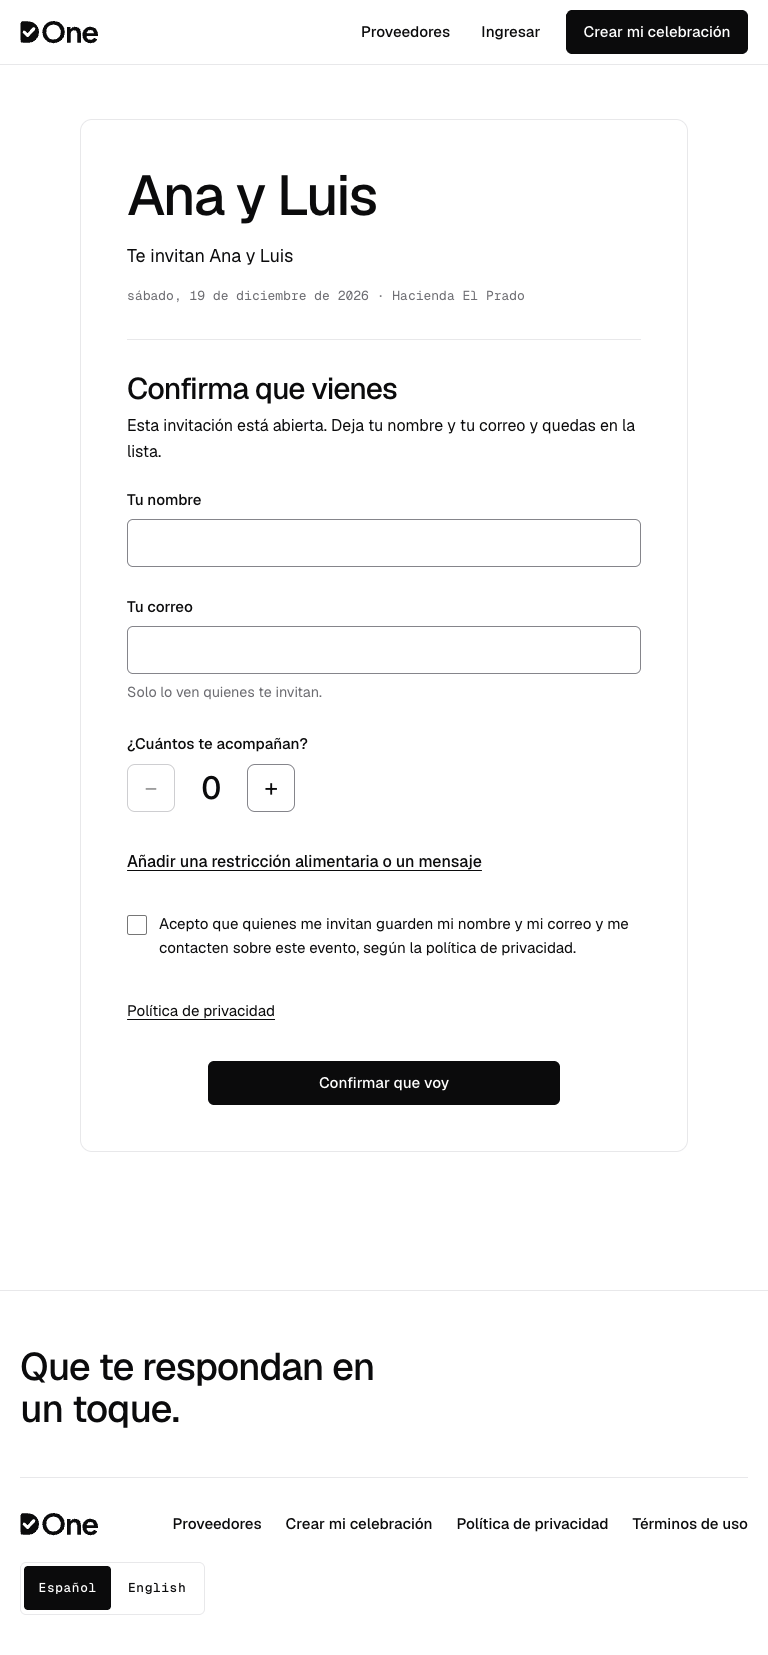 One
Proveedores
Ingresar
Crear mi celebración
Ana y Luis
Te invitan Ana y Luis
sábado, 19 de diciembre de 2026 · Hacienda El Prado
Confirma que vienes
Esta invitación está abierta. Deja tu nombre y tu correo y quedas en la
lista.
Tu nombre
Tu correo
Solo lo ven quienes te invitan.
¿Cuántos te acompañan?
− 0 +
Añadir una restricción alimentaria o un mensaje
Acepto que quienes me invitan guarden mi nombre y mi correo y me
contacten sobre este evento, según la política de privacidad.
Política de privacidad
Confirmar que voy
Que te respondan en
un toque.
One
Proveedores
Crear mi celebración
Política de privacidad
Términos de uso
Español
English